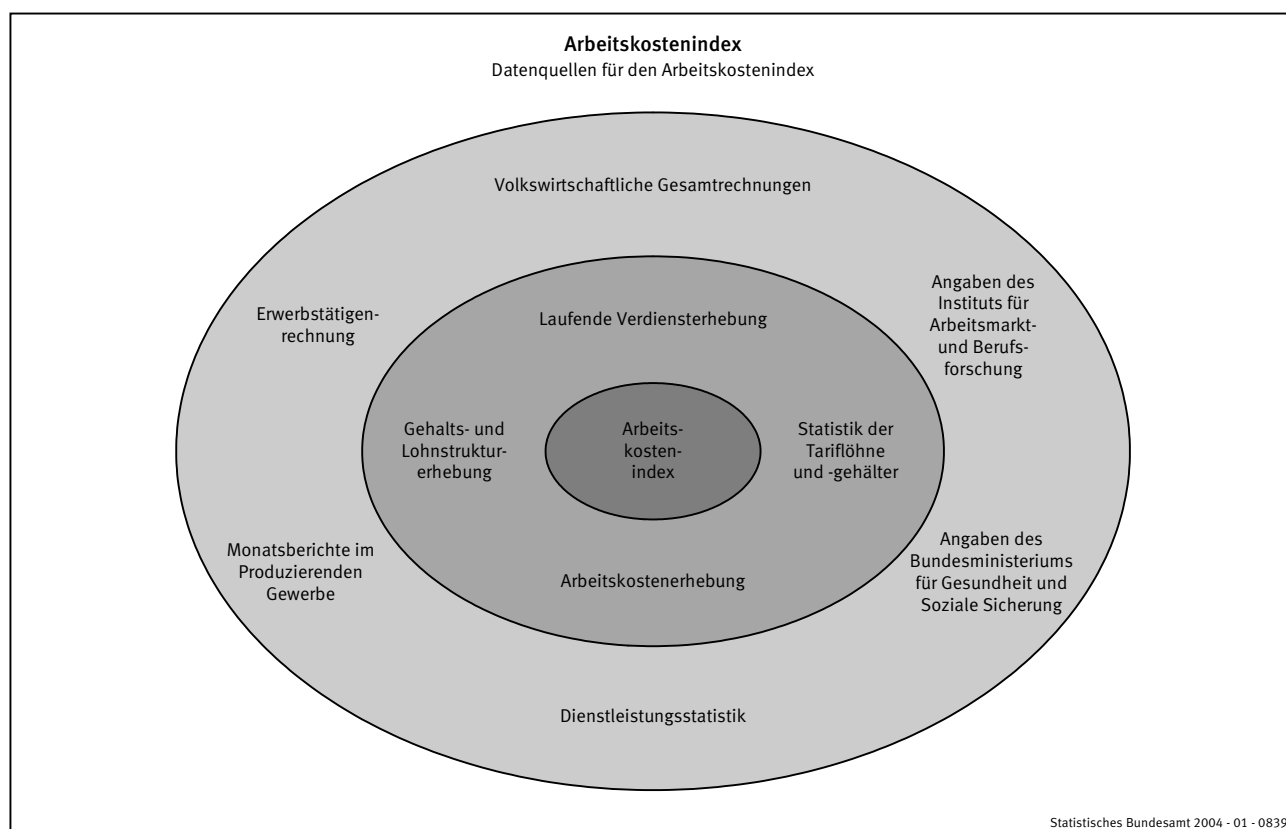 Arbeitskostenindex
Datenquellen für den Arbeitskostenindex
Volkswirtschaftliche Gesamtrechnungen
Erwerbstätigen-
rechnung
Laufende Verdiensterhebung
Angaben des
Instituts für
Arbeitsmarkt-
und Berufs-
forschung
Gehalts- und
Lohnstruktur-
erhebung
Arbeits-
kosten-
index
Statistik der
Tariflöhne
und -gehälter
Monatsberichte im
Produzierenden
Gewerbe
Arbeitskostenerhebung
Angaben des
Bundesministeriums
für Gesundheit und
Soziale Sicherung
Dienstleistungsstatistik
Statistisches Bundesamt 2004 - 01 - 0839